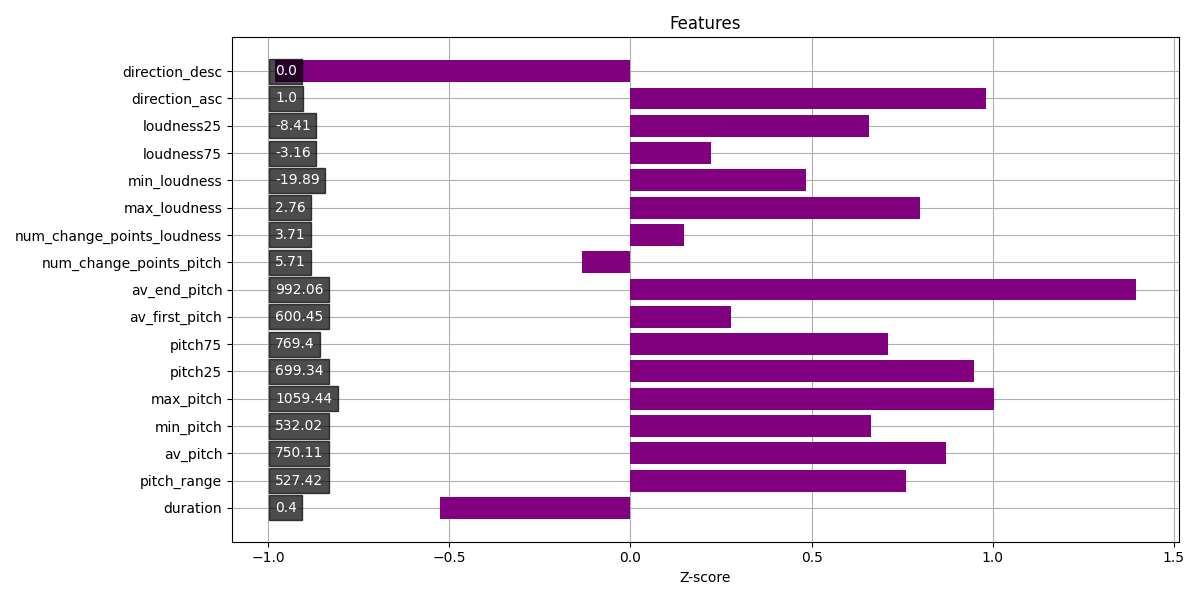 Features
direction_desc 0.0
direction_asc 1.0
loudness25 -8.41
loudness75 -3.16
min_loudness -19.89
max_loudness 2.76
num_change_points_loudness 3.71
num_change_points_pitch 5.71
av_end_pitch 992.06
av_first_pitch 600.45
pitch75 769.4
pitch25 699.34
max_pitch 1059.44
min_pitch 532.02
av_pitch 750.11
pitch_range 527.42
duration 0.4
−1.0 −0.5 0.0 0.5 1.0 1.5
Z-score